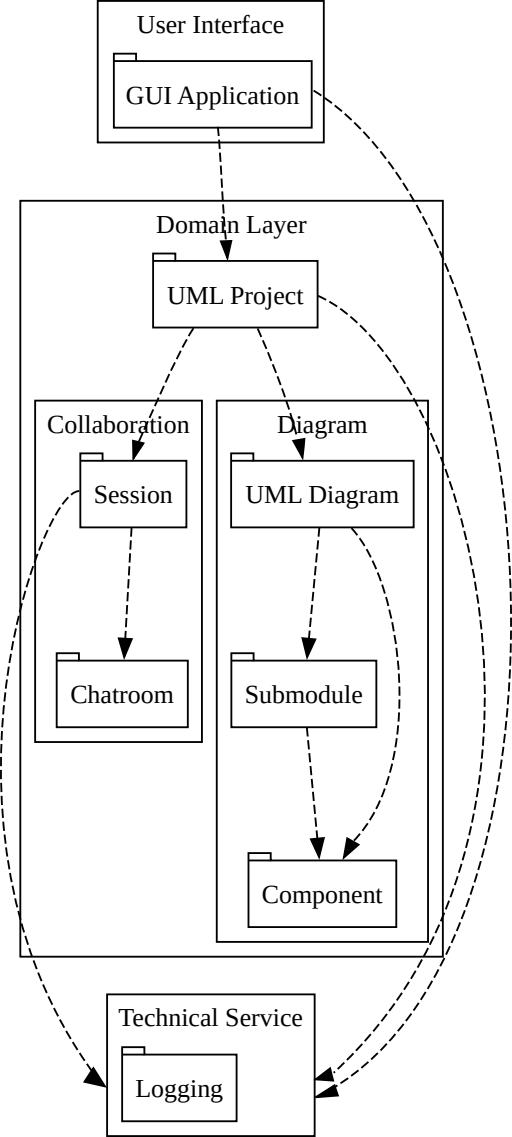 User Interface
GUI Application
Domain Layer
UML Project
Collaboration
Session
Chatroom
Diagram
UML Diagram
Submodule
Component
Technical Service
Logging